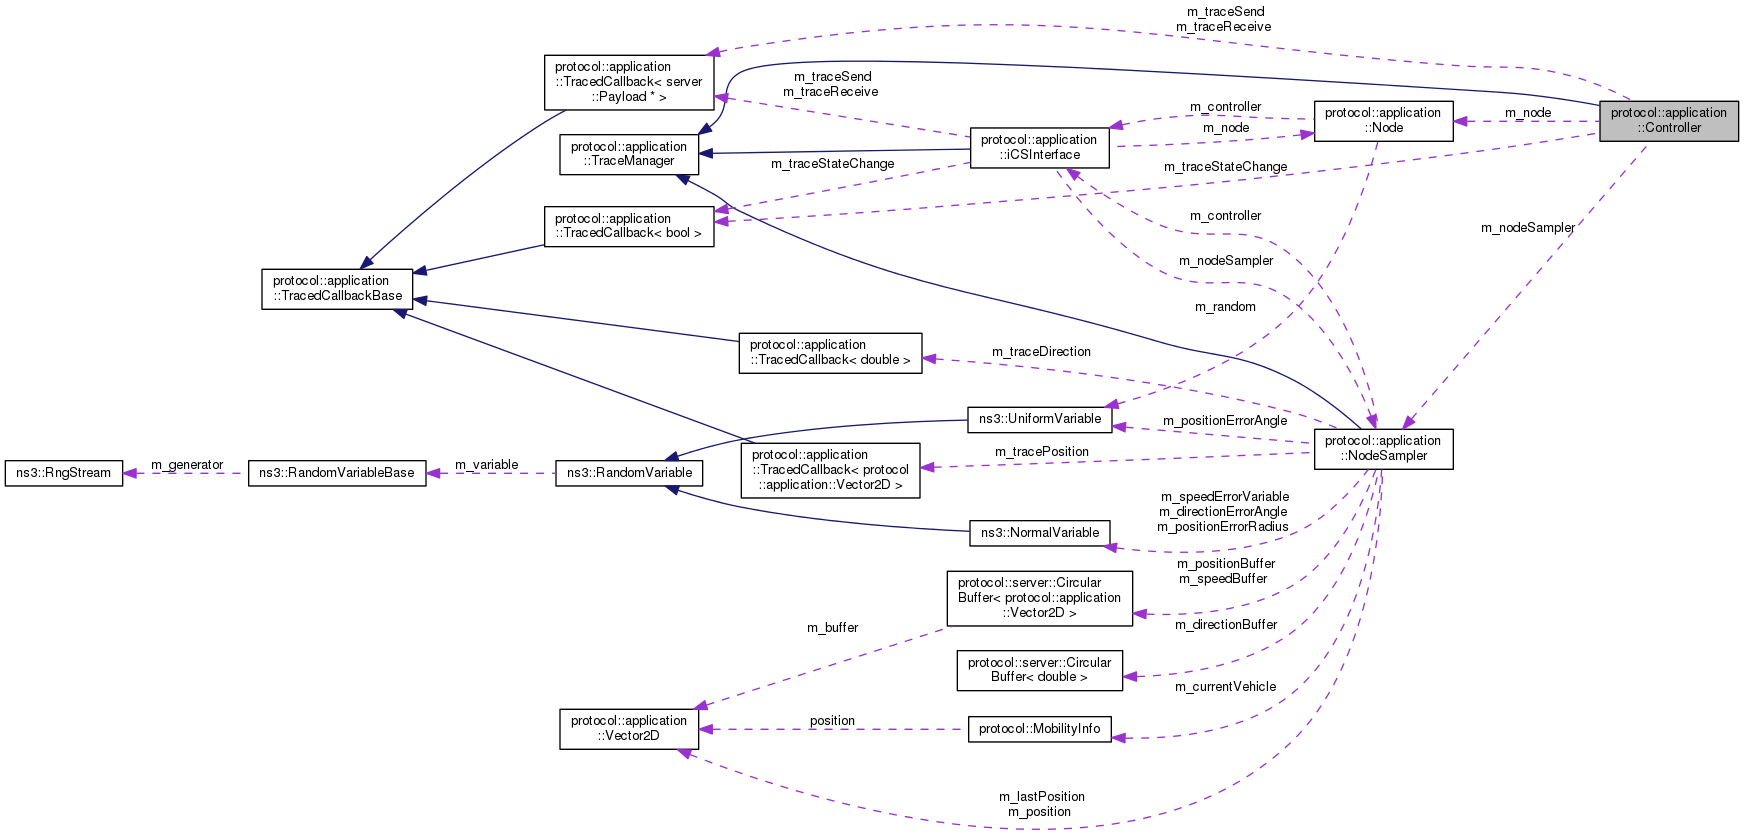 m_traceSend
m_traceReceive
protocol::application
::TracedCallback< server
::Payload * >
m_traceSend
m_traceReceive
protocol::application
::TraceManager
protocol::application
::iCSInterface
m_controller
m_node
protocol::application
::Node
m_node
protocol::application
::Controller
m_traceStateChange
m_traceStateChange
protocol::application
::TracedCallback< bool >
m_controller
m_nodeSampler
m_nodeSampler
protocol::application
::TracedCallbackBase
m_random
protocol::application
::TracedCallback< double >
m_traceDirection
ns3::UniformVariable
m_positionErrorAngle
protocol::application
::NodeSampler
m_tracePosition
protocol::application
::TracedCallback< protocol
::application::Vector2D >
ns3::RngStream
m_generator
ns3::RandomVariableBase
m_variable
ns3::RandomVariable
m_speedErrorVariable
m_directionErrorAngle
m_positionErrorRadius
ns3::NormalVariable
m_positionBuffer
m_speedBuffer
protocol::server::Circular
Buffer< protocol::application
::Vector2D >
m_buffer
m_directionBuffer
protocol::server::Circular
Buffer< double >
m_currentVehicle
protocol::application
::Vector2D
position
protocol::MobilityInfo
m_lastPosition
m_position